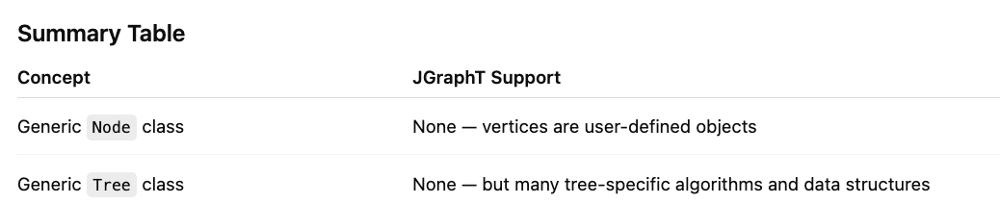 Summary Table
Concept JGraphT Support
Generic Node class None — vertices are user-defined objects
Generic Tree class None — but many tree-specific algorithms and data structures